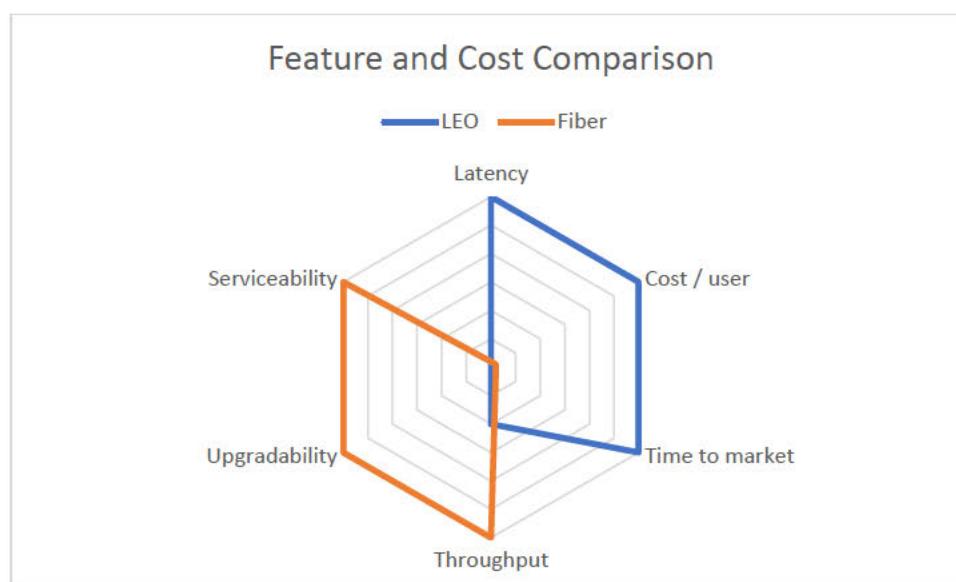 Feature and Cost Comparison
LEO Fiber
Latency
Serviceability Cost / user
Upgradability Time to market
Throughput